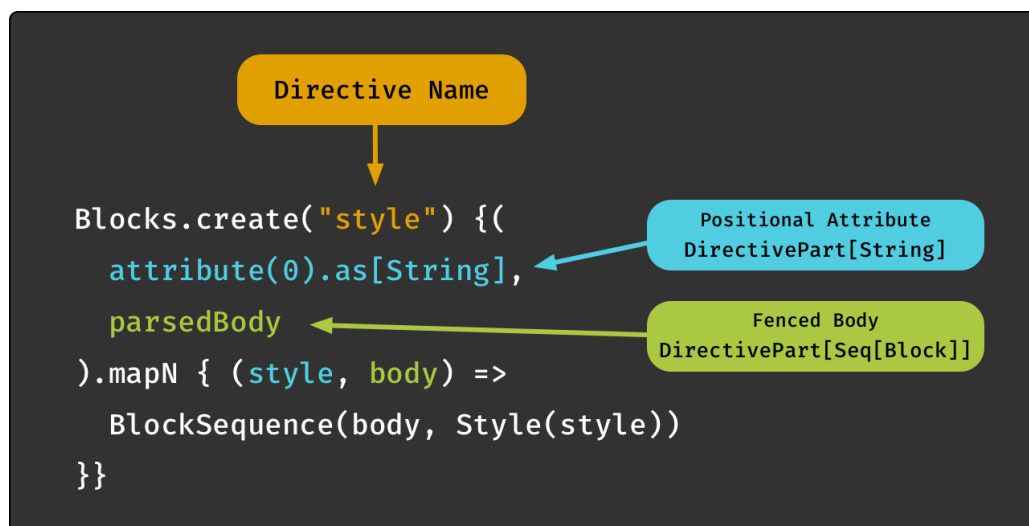 Directive Name
Blocks.create("style") {(
Positional Attribute
DirectivePart[String]
attribute(0).as[String],
parsedBody
Fenced Body
DirectivePart[Seq[Block]]
).mapN { (style, body) =>
BlockSequence(body, Style(style))
}}